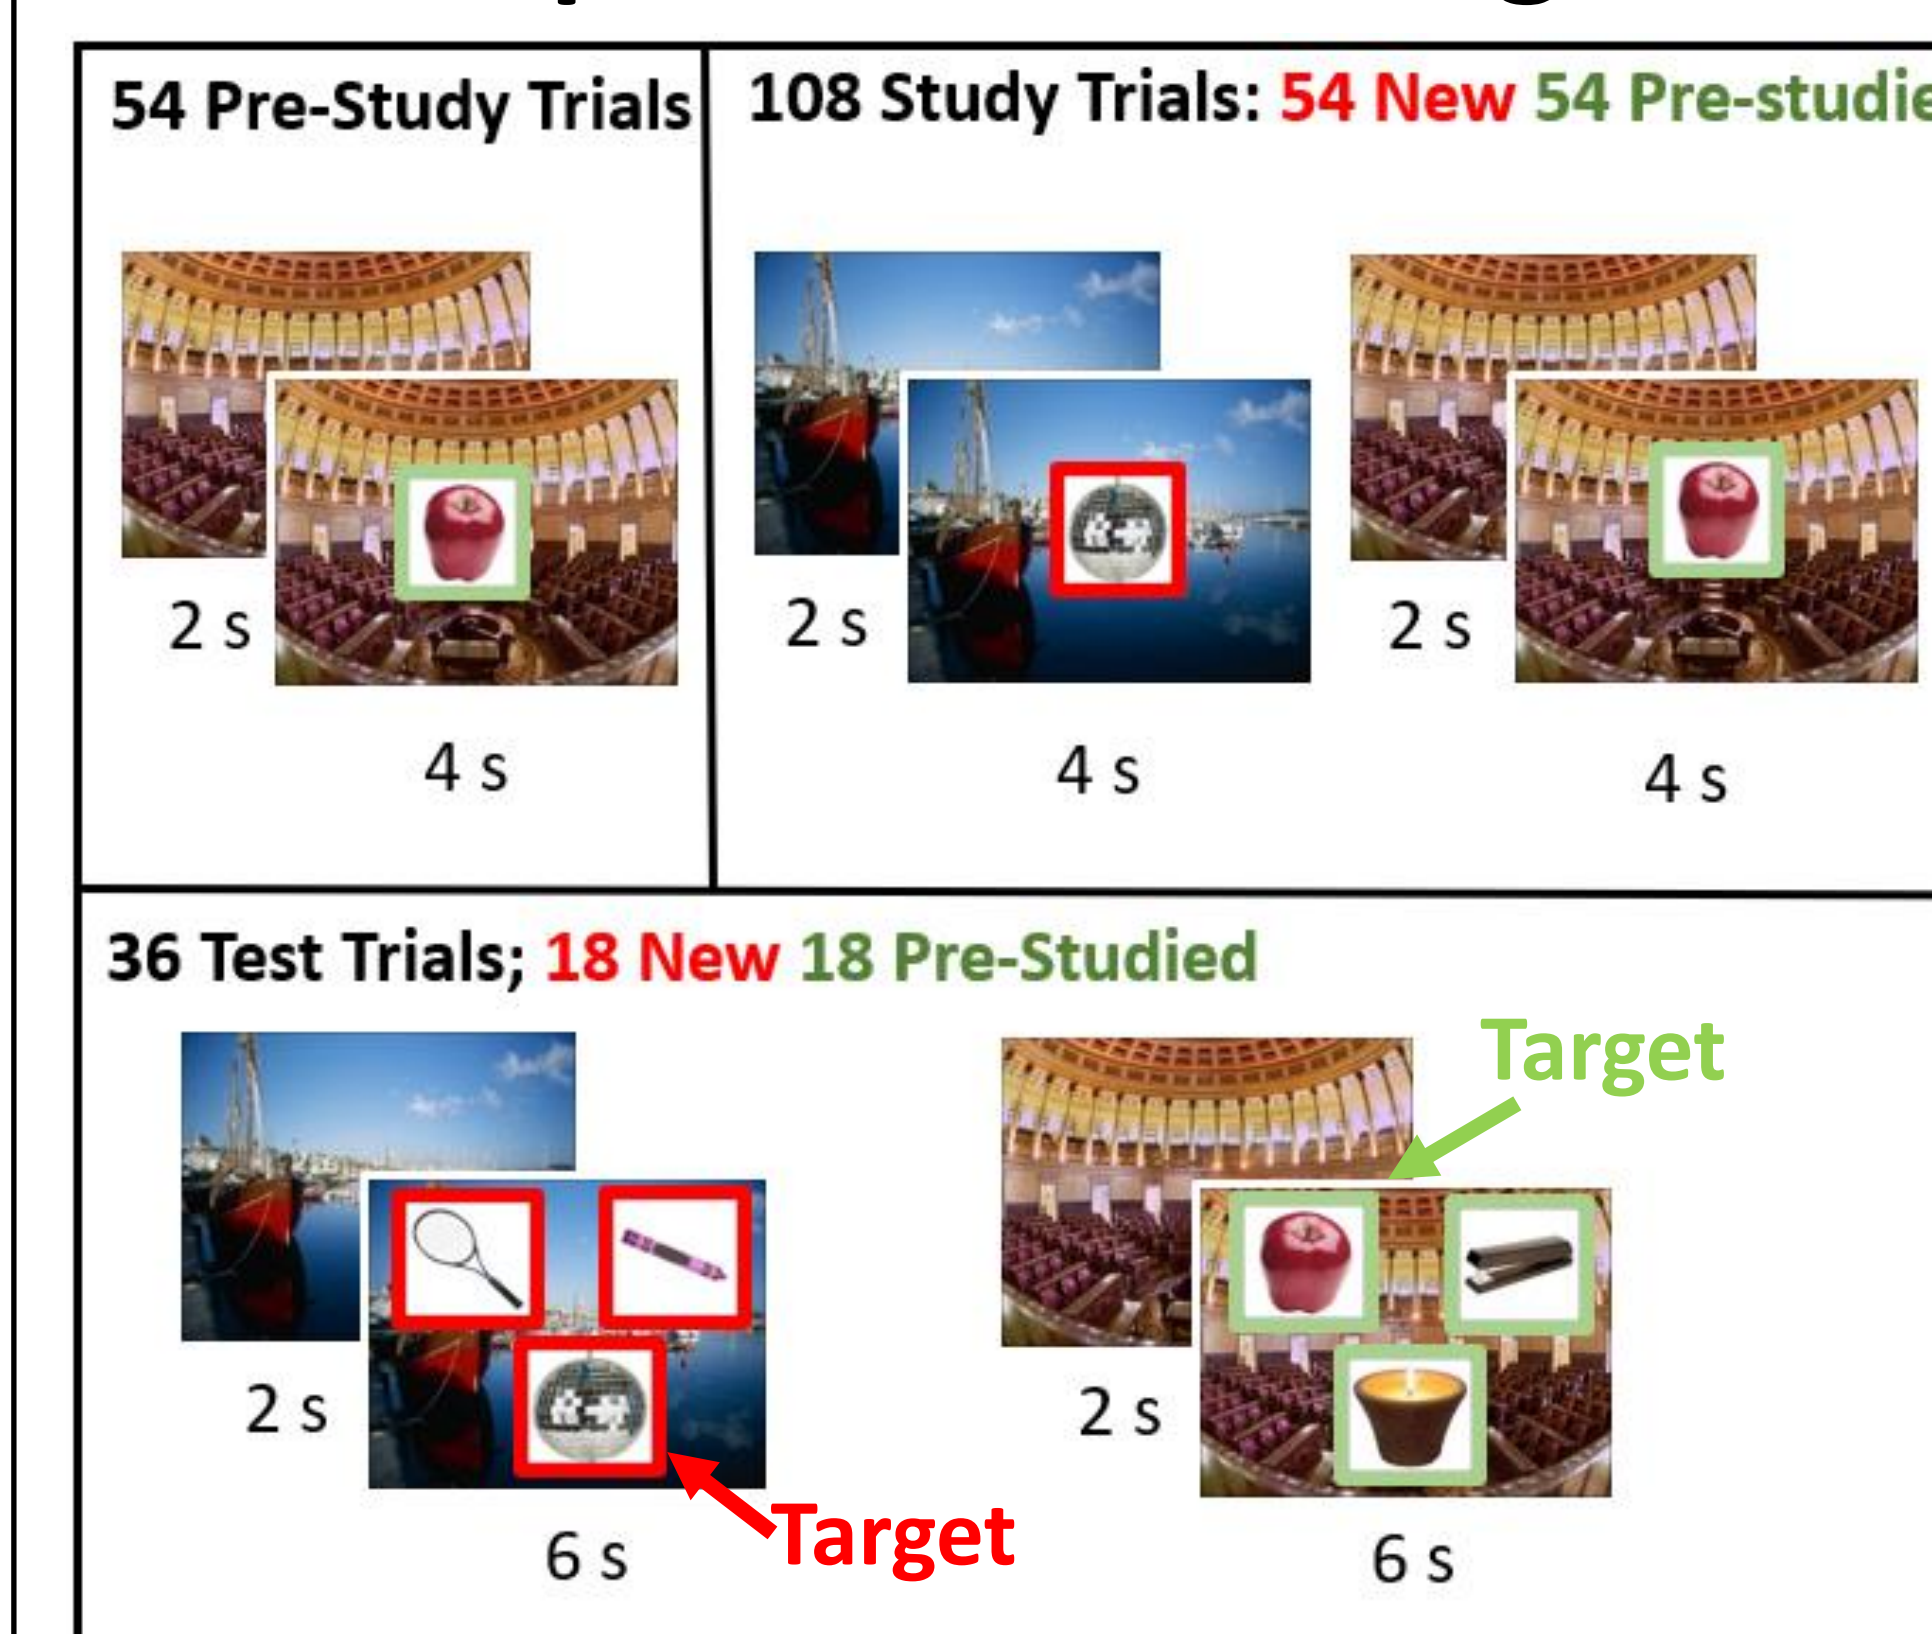 54 Pre-Study Trials
108 Study Trials: 54 New 54 Pre-studie
2 s
4 s
2 s
4 s
2 s
4 s
36 Test Trials; 18 New 18 Pre-Studied
Target
2 s
6 s
Target
2 s
6 s